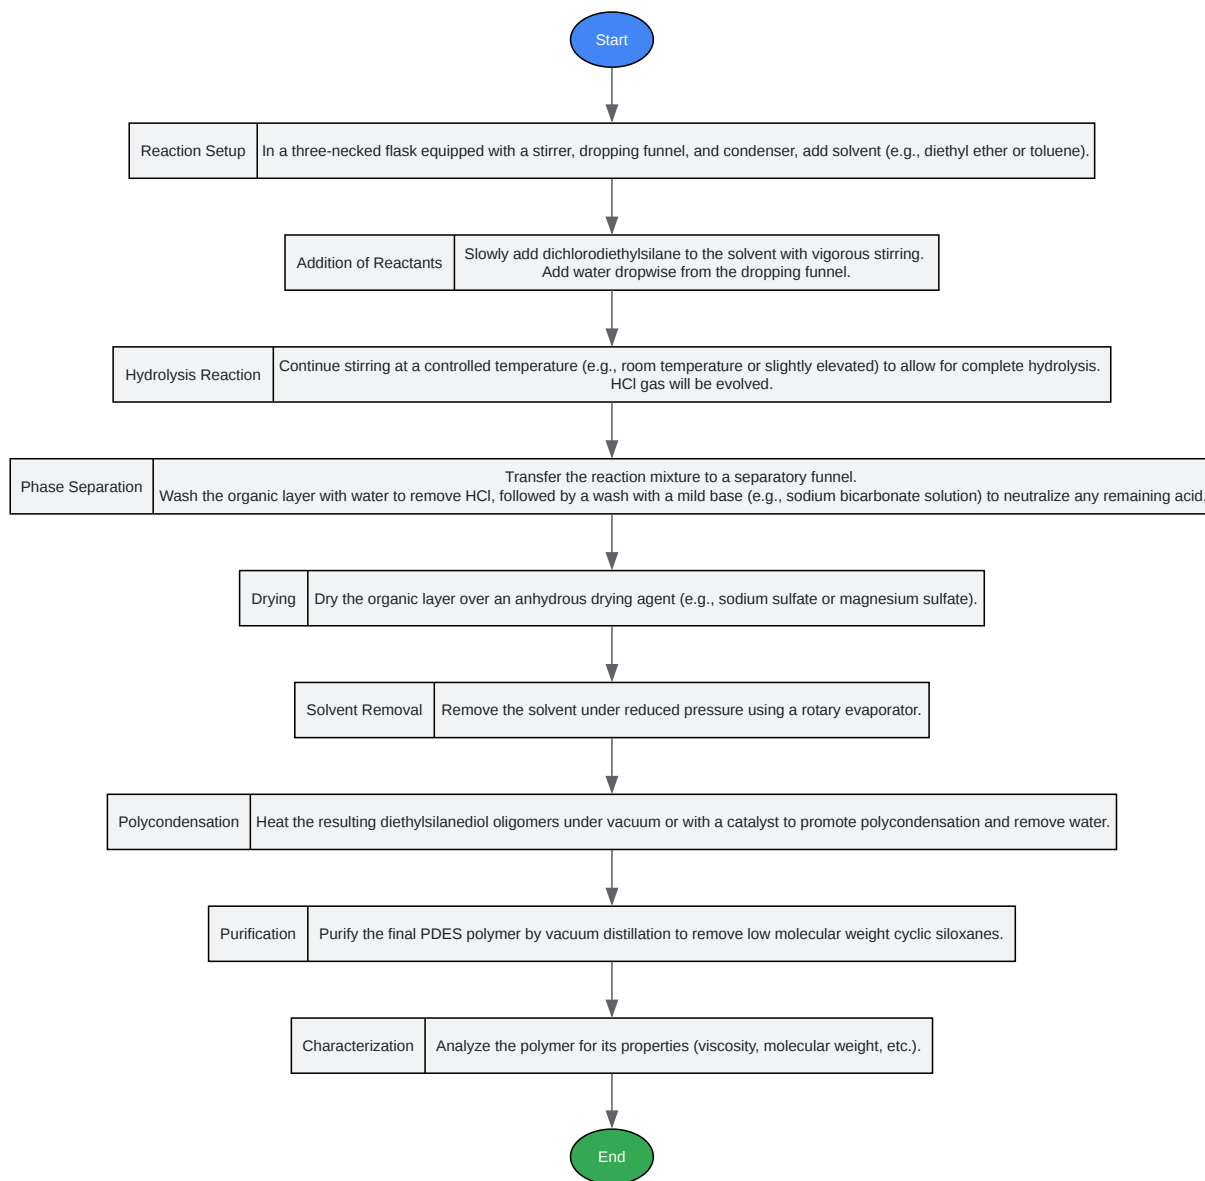 Start
Reaction Setup
In a three-necked flask equipped with a stirrer, dropping funnel, and condenser, add solvent (e.g., diethyl ether or toluene).
Addition of Reactants
Slowly add dichlorodiethylsilane to the solvent with vigorous stirring.
Add water dropwise from the dropping funnel.
Hydrolysis Reaction
Continue stirring at a controlled temperature (e.g., room temperature or slightly elevated) to allow for complete hydrolysis.
HCl gas will be evolved.
Phase Separation
Transfer the reaction mixture to a separatory funnel.
Wash the organic layer with water to remove HCl, followed by a wash with a mild base (e.g., sodium bicarbonate solution) to neutralize any remaining acid.
Drying
Dry the organic layer over an anhydrous drying agent (e.g., sodium sulfate or magnesium sulfate).
Solvent Removal
Remove the solvent under reduced pressure using a rotary evaporator.
Polycondensation
Heat the resulting diethylsilanediol oligomers under vacuum or with a catalyst to promote polycondensation and remove water.
Purification
Purify the final PDES polymer by vacuum distillation to remove low molecular weight cyclic siloxanes.
Characterization
Analyze the polymer for its properties (viscosity, molecular weight, etc.).
End